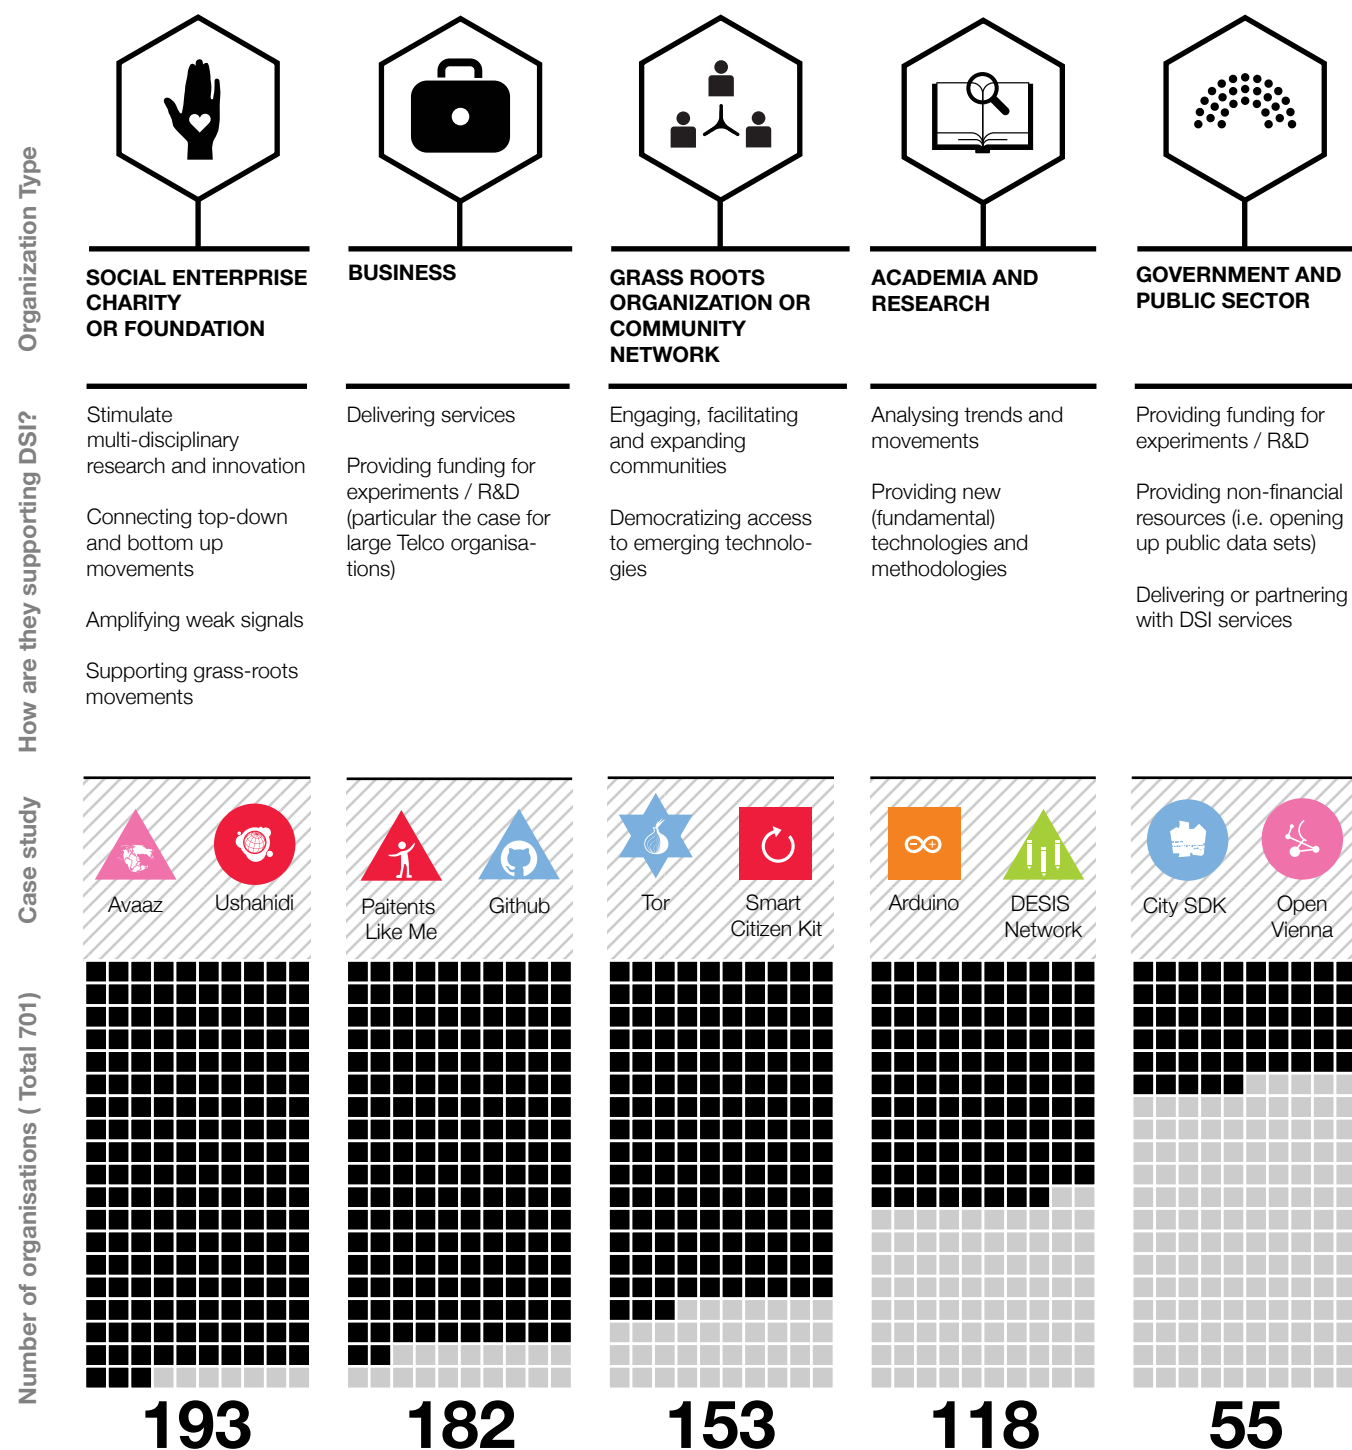 Organization Type
SOCIAL ENTERPRISE
CHARITY
OR FOUNDATION
BUSINESS
GRASS ROOTS
ORGANIZATION OR
COMMUNITY
NETWORK
ACADEMIA AND
RESEARCH
GOVERNMENT AND
PUBLIC SECTOR
How are they supporting DSI?
Stimulate
multi-disciplinary
research and innovation
Connecting top-down
and bottom up
movements
Amplifying weak signals
Supporting grass-roots
movements
Delivering services
Providing funding for
experiments / R&D
(particular the case for
large Telco organisa-
tions)
Engaging, facilitating
and expanding
communities
Democratizing access
to emerging technolo-
gies
Analysing trends and
movements
Providing new
(fundamental)
technologies and
methodologies
Providing funding for
experiments / R&D
Providing non-financial
resources (i.e. opening
up public data sets)
Delivering or partnering
with DSI services
Case study
Avaaz
Ushahidi
Paitents
Like Me
Github
Tor
Smart
Citizen Kit
Arduino
DESIS
Network
City SDK
Open
Vienna
Number of organisations ( Total 701)
193
182
153
118
55